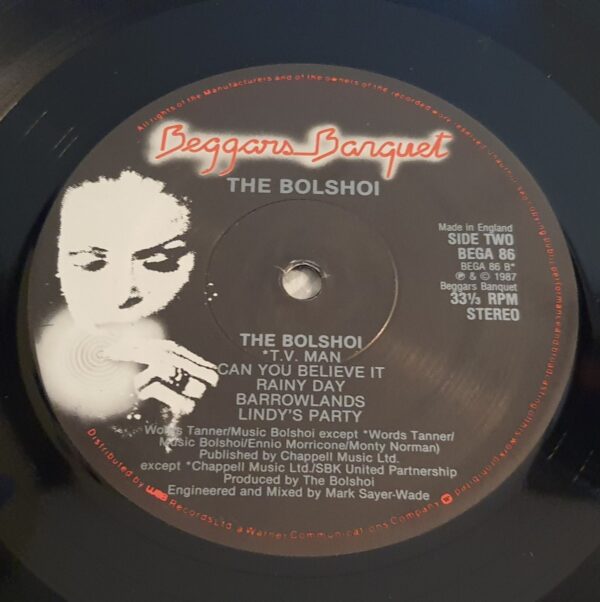 All rights of the Manufacturers and of the owners of the recorded work reserved. Unauthorised
Beggars Banquet
THE BOLSHOI
Made in England
SIDE TWO
BEGA 86
BEGA 86 B*
℗ & © 1987
Beggars Banquet
33⅓ RPM
STEREO
THE BOLSHOI
*T.V. MAN
CAN YOU BELIEVE IT
RAINY DAY
BARROWLANDS
LINDY'S PARTY
Words Tanner/Music Bolshoi except *Words Tanner/
Music Bolshoi/Ennio Morricone/Monty Norman)
Published by Chappell Music Ltd.
except *Chappell Music Ltd./SBK United Partnership
Produced by The Bolshoi
Engineered and Mixed by Mark Sayer-Wade
Distributed by wea Records Ltd. a Warner Communications Company
prohibited